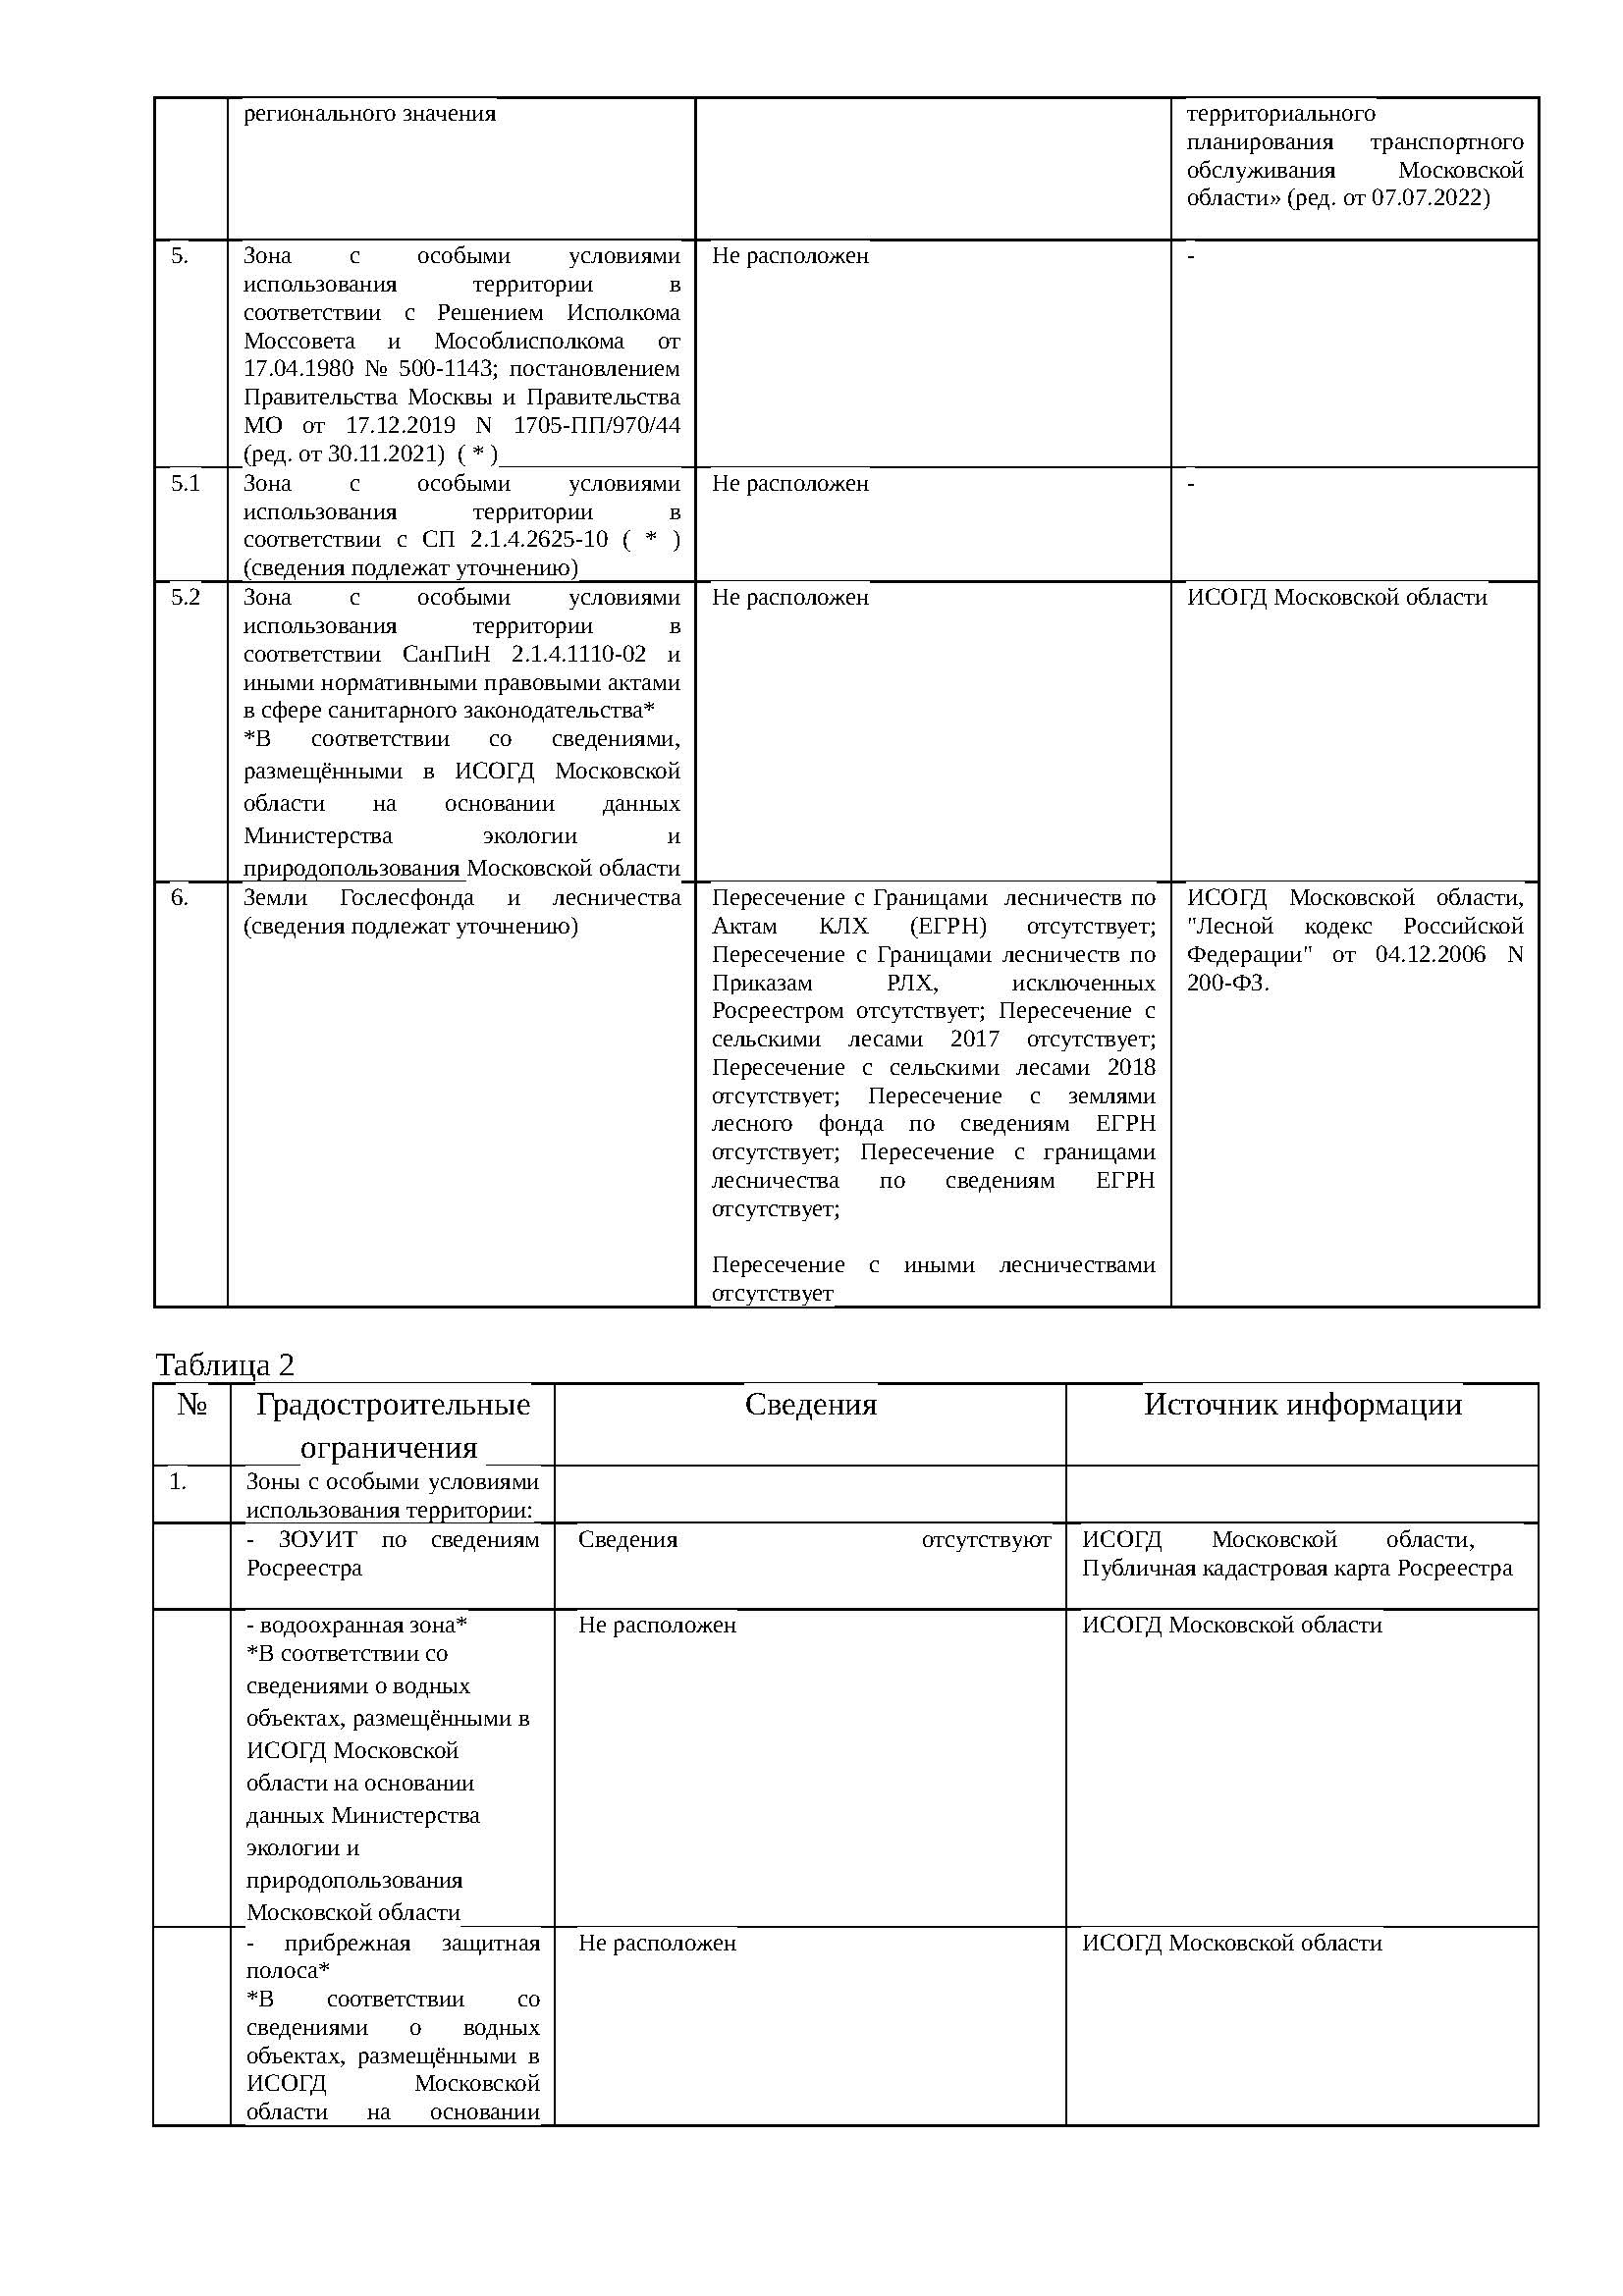 регионального значения
территориального
планирования транспортного
обслуживания Московской
области» (ред. от 07.07.2022)
5.
Зона с особыми условиями
использования территории в
соответствии с Решением Исполкома
Моссовета и Мособлисполкома от
17.04.1980 № 500-1143; постановлением
Правительства Москвы и Правительства
МО от 17.12.2019 N 1705-ПП/970/44
(ред. от 30.11.2021) ( * )
Не расположен
-
5.1
Зона с особыми условиями
использования территории в
соответствии с СП 2.1.4.2625-10 ( * )
(сведения подлежат уточнению)
Не расположен
-
5.2
Зона с особыми условиями
использования территории в
соответствии СанПиН 2.1.4.1110-02 и
иными нормативными правовыми актами
в сфере санитарного законодательства*
*В соответствии со сведениями,
размещёнными в ИСОГД Московской
области на основании данных
Министерства экологии и
природопользования Московской области
Не расположен
ИСОГД Московской области
6.
Земли Гослесфонда и лесничества
(сведения подлежат уточнению)
Пересечение с Границами лесничеств по
Актам КЛХ (ЕГРН) отсутствует;
Пересечение с Границами лесничеств по
Приказам РЛХ, исключенных
Росреестром отсутствует; Пересечение с
сельскими лесами 2017 отсутствует;
Пересечение с сельскими лесами 2018
отсутствует; Пересечение с землями
лесного фонда по сведениям ЕГРН
отсутствует; Пересечение с границами
лесничества по сведениям ЕГРН
отсутствует;
Пересечение с иными лесничествами
отсутствует
ИСОГД Московской области,
"Лесной кодекс Российской
Федерации" от 04.12.2006 N
200-ФЗ.
Таблица 2
№
Градостроительные
ограничения
Сведения
Источник информации
1.
Зоны с особыми условиями
использования территории:
- ЗОУИТ по сведениям
Росреестра
Сведения отсутствуют
ИСОГД Московской области,
Публичная кадастровая карта Росреестра
- водоохранная зона*
*В соответствии со
сведениями о водных
объектах, размещёнными в
ИСОГД Московской
области на основании
данных Министерства
экологии и
природопользования
Московской области
Не расположен
ИСОГД Московской области
- прибрежная защитная
полоса*
*В соответствии со
сведениями о водных
объектах, размещёнными в
ИСОГД Московской
области на основании
Не расположен
ИСОГД Московской области